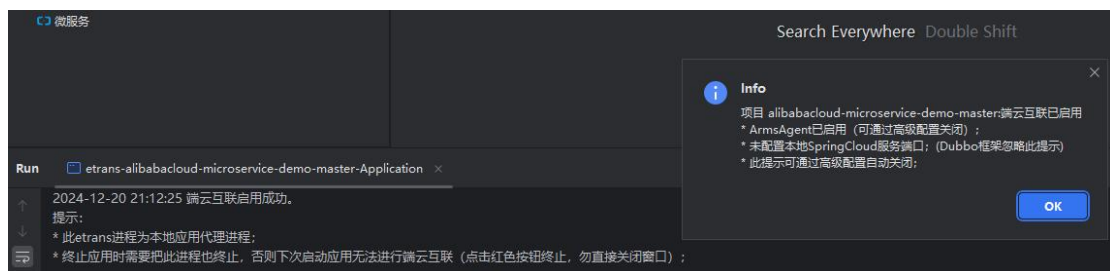 微服务
Search Everywhere Double Shift
Info
项目 alibabacloud-microservice-demo-master:端云互联已启用
* ArmsAgent已启用（可通过高级配置关闭）;
* 未配置本地SpringCloud服务端口；(Dubbo框架忽略此提示)
* 此提示可通过高级配置自动关闭；
OK
Run etrans-alibabacloud-microservice-demo-master-Application
2024-12-20 21:12:25 端云互联启用成功。
提示：
* 此etrans进程为本地应用代理进程；
* 终止应用时需要把此进程也终止，否则下次启动应用无法进行端云互联（点击红色按钮终止，勿直接关闭窗口）;